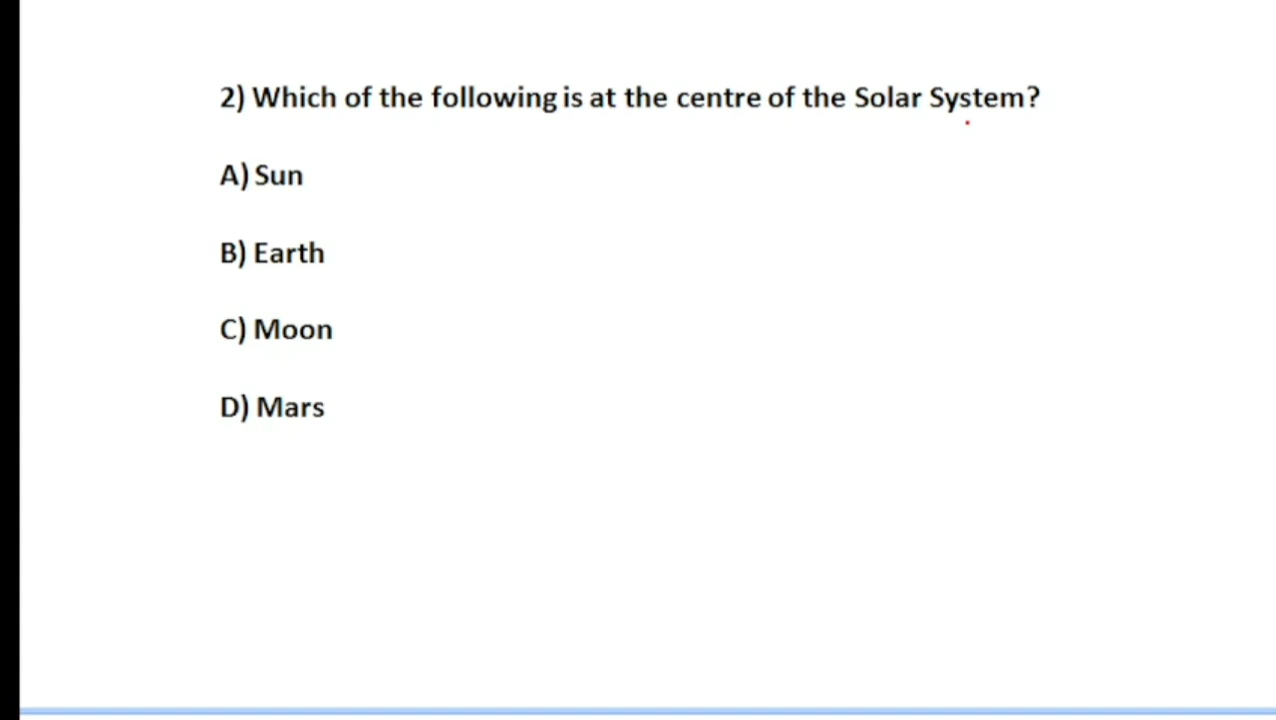 2) Which of the following is at the centre of the Solar System?
A) Sun
B) Earth
C) Moon
D) Mars